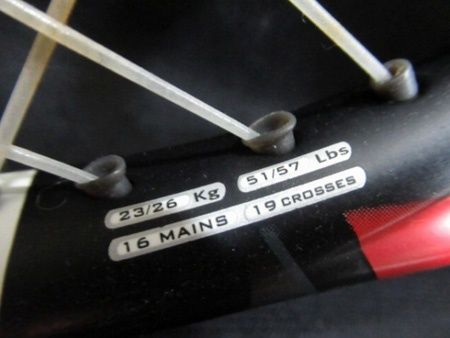 23/26 Kg 51/57 Lbs
16 MAINS 19 CROSSES